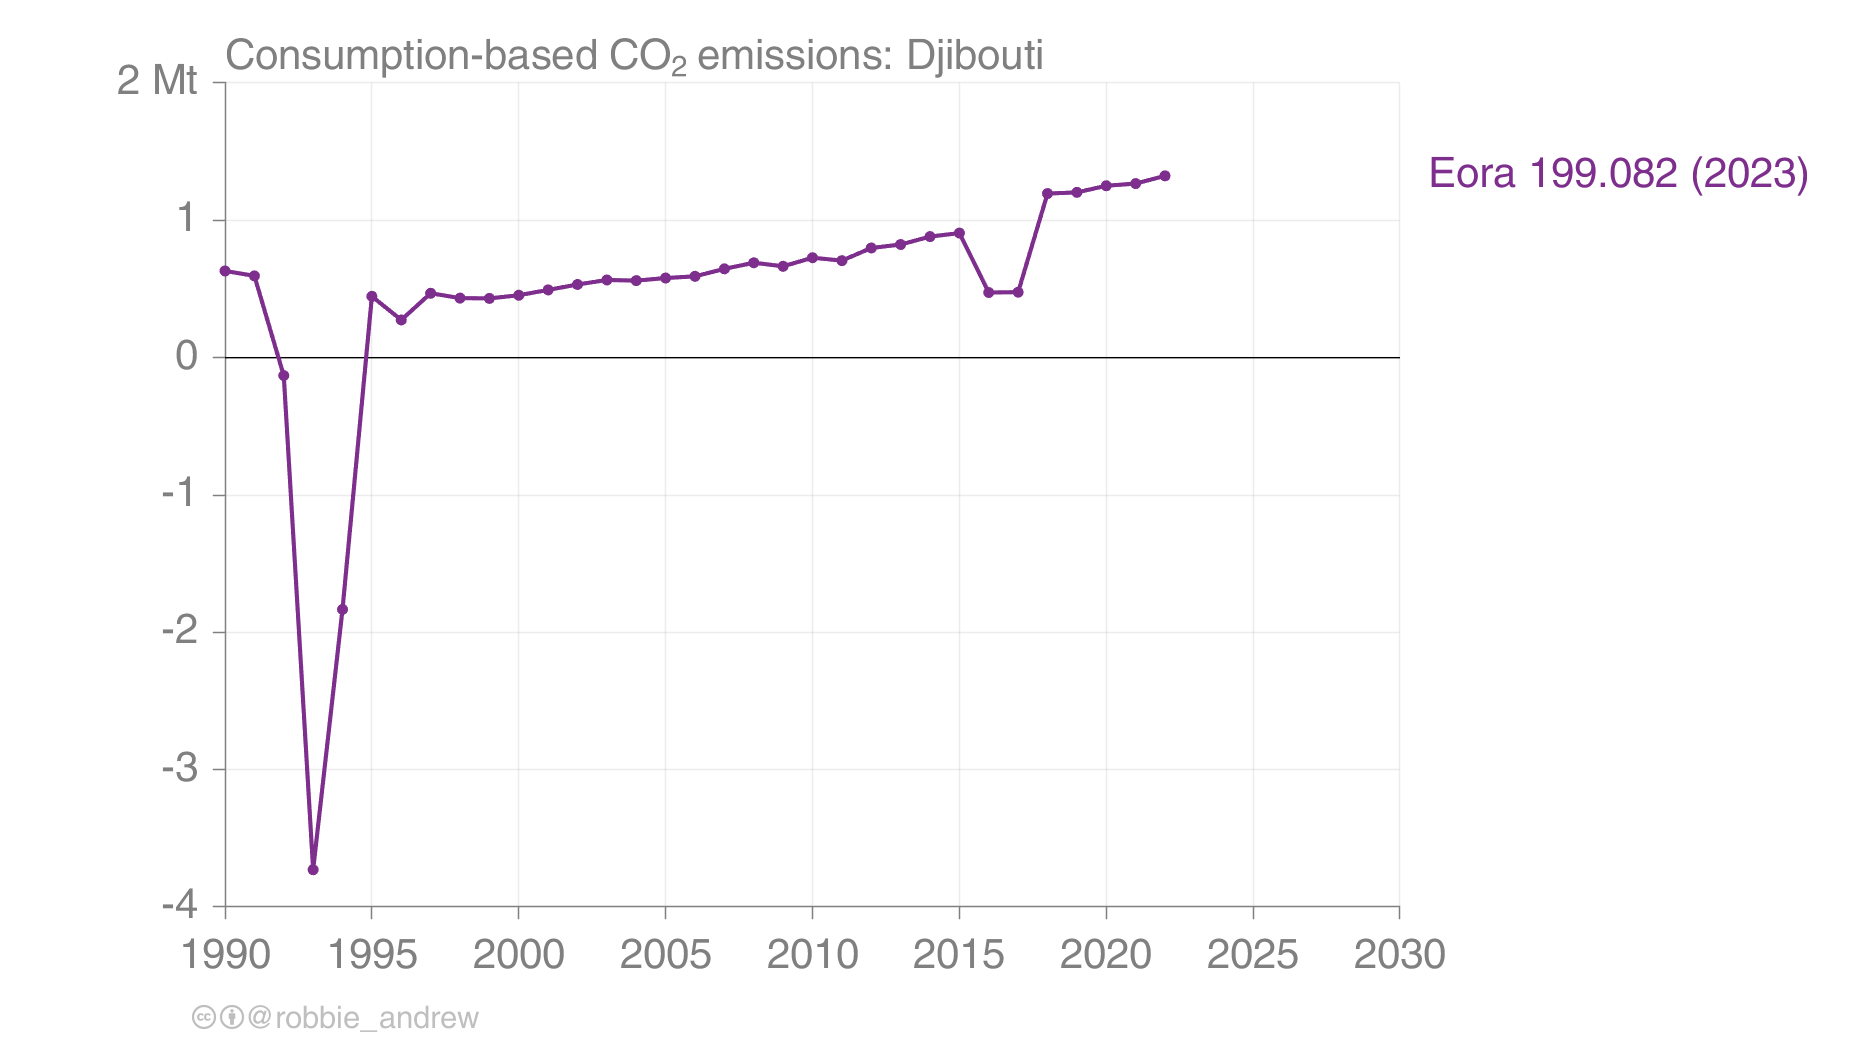 Consumption-based CO₂ emissions: Djibouti
2 Mt
1
0
-1
-2
-3
-4
1990 1995 2000 2005 2010 2015 2020 2025 2030
Eora 199.082 (2023)
cc @robbie_andrew